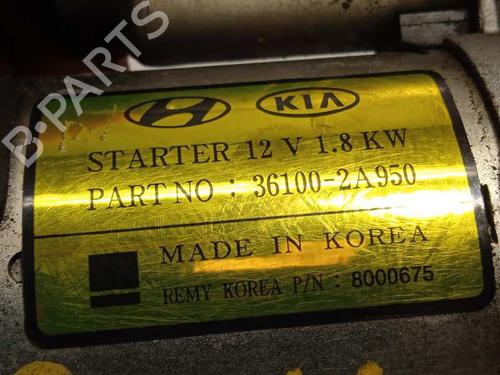 B-PARTS
KIA
STARTER 12 V 1.8 KW
PART NO : 36100-2A950
MADE IN KOREA
REMY KOREA P/N : 8000675